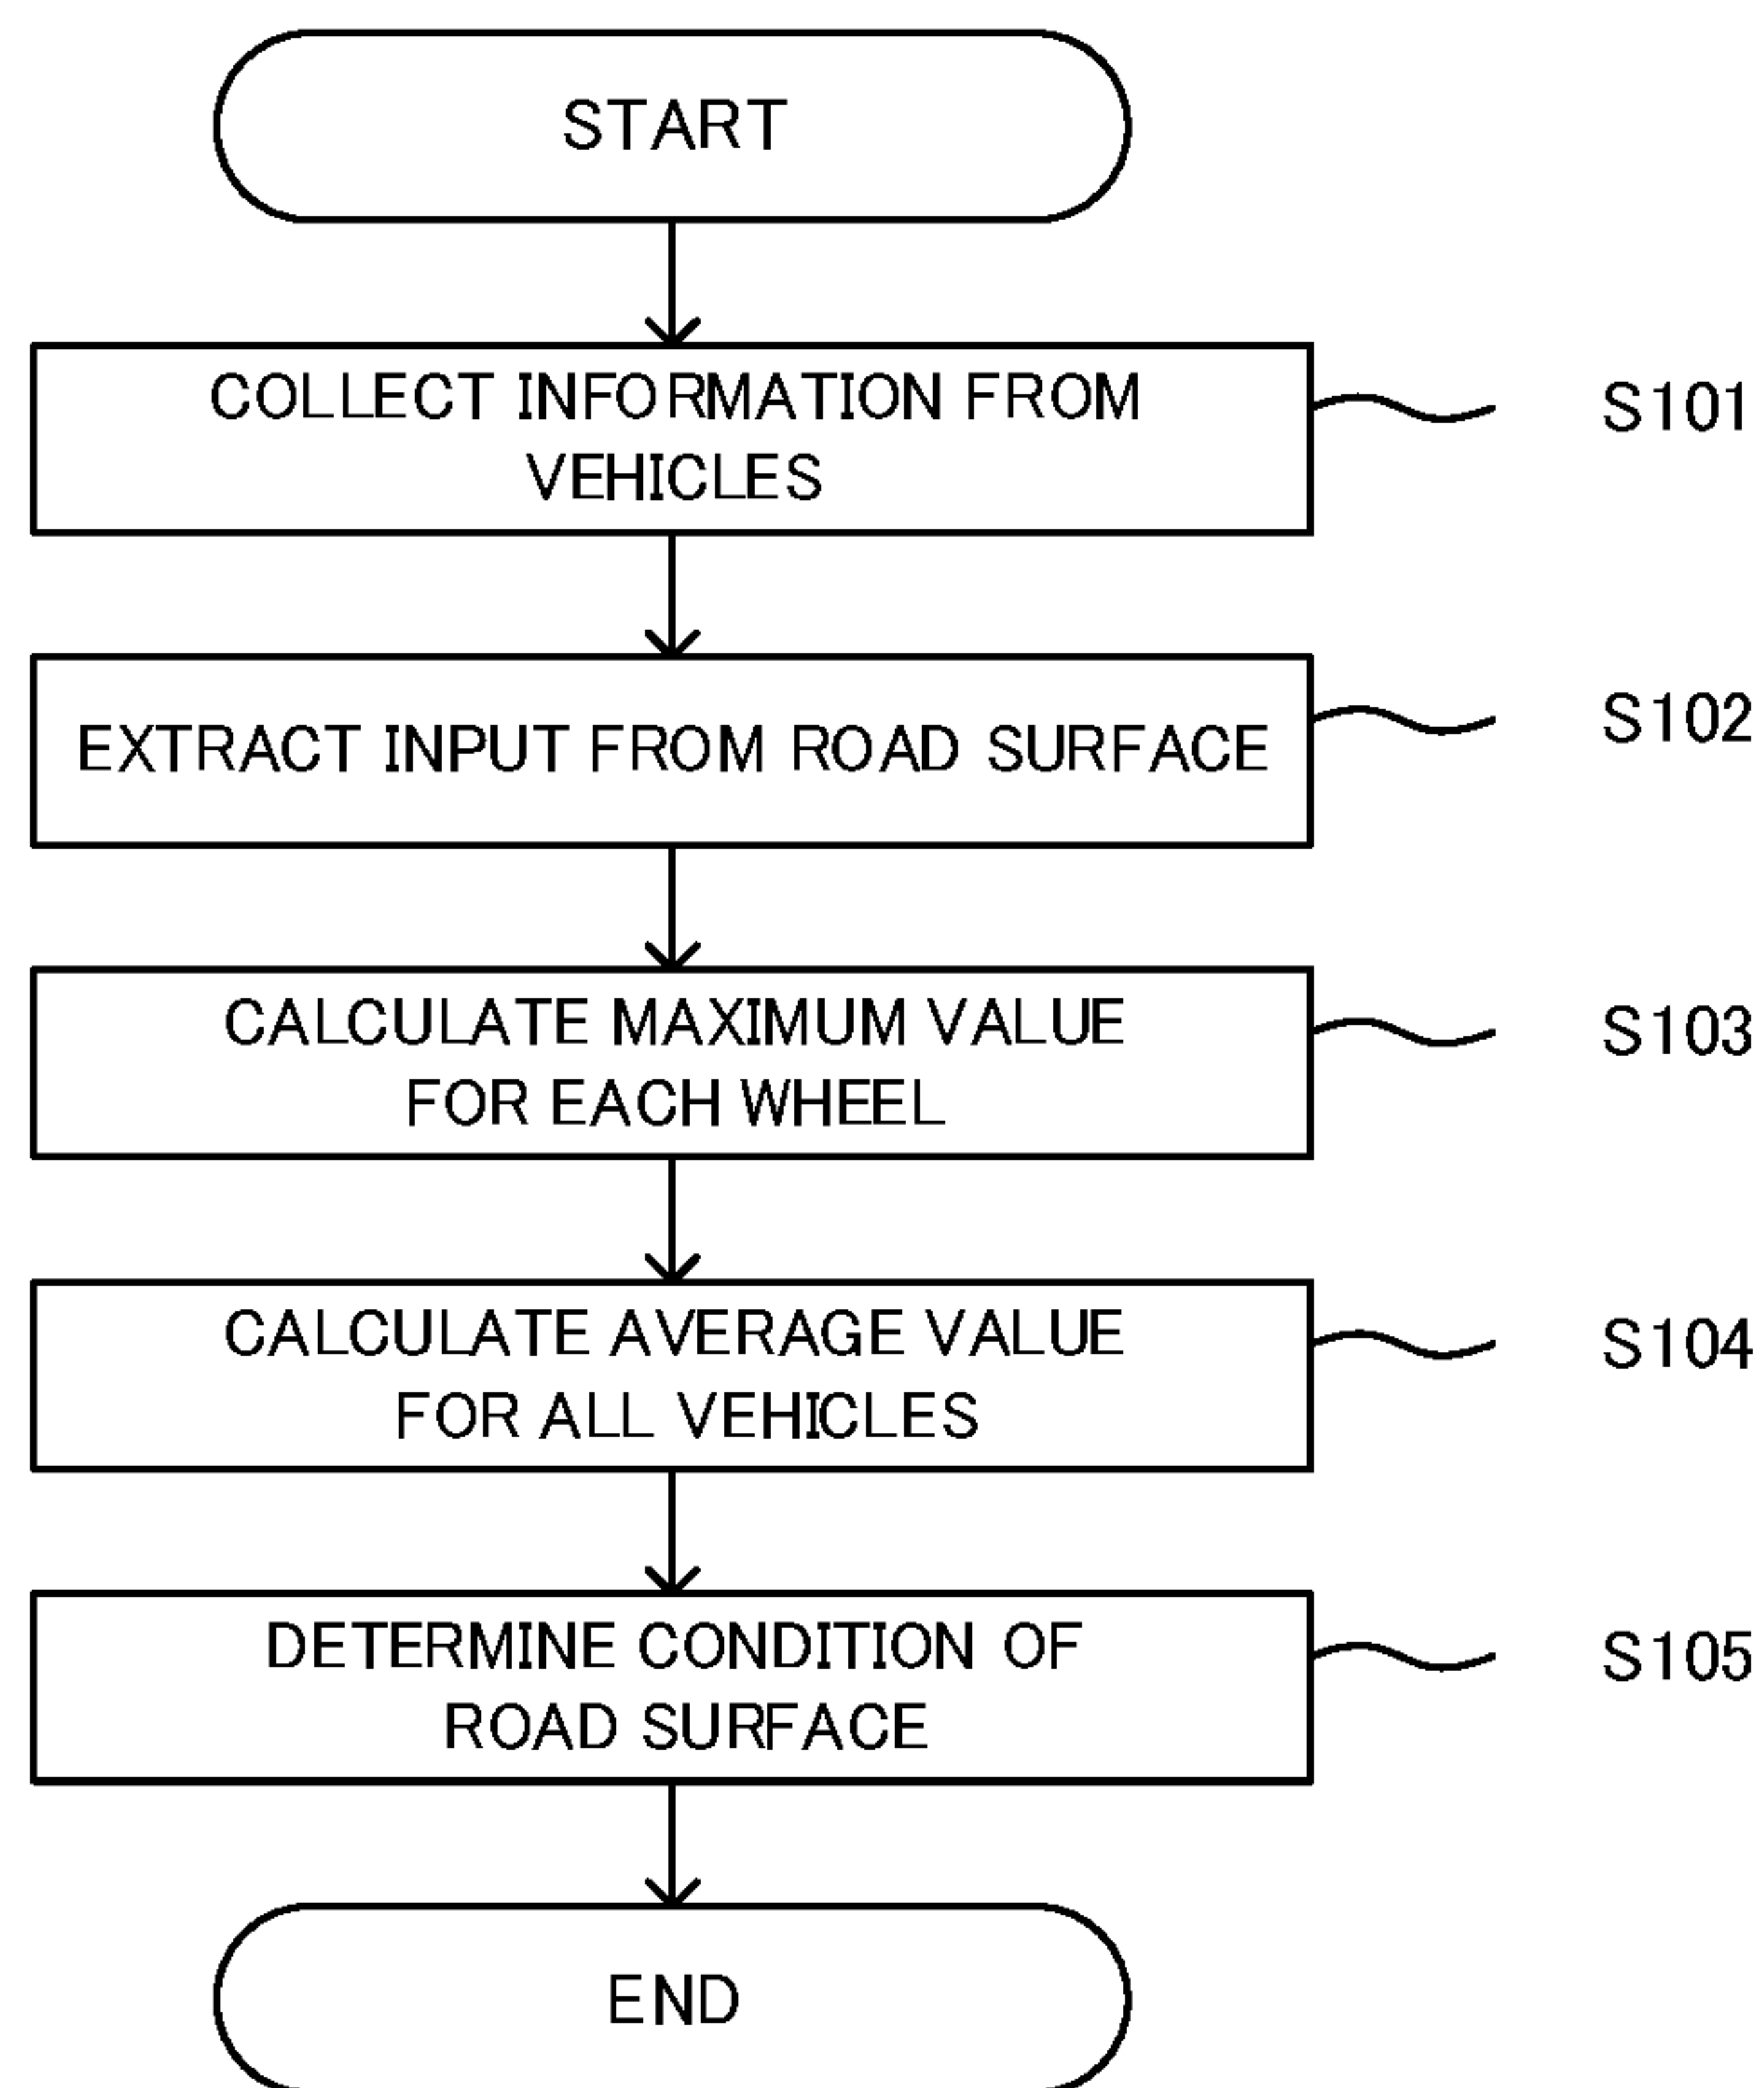 START
COLLECT INFORMATION FROM
VEHICLES
S101
EXTRACT INPUT FROM ROAD SURFACE
S102
CALCULATE MAXIMUM VALUE
FOR EACH WHEEL
S103
CALCULATE AVERAGE VALUE
FOR ALL VEHICLES
S104
DETERMINE CONDITION OF
ROAD SURFACE
S105
END